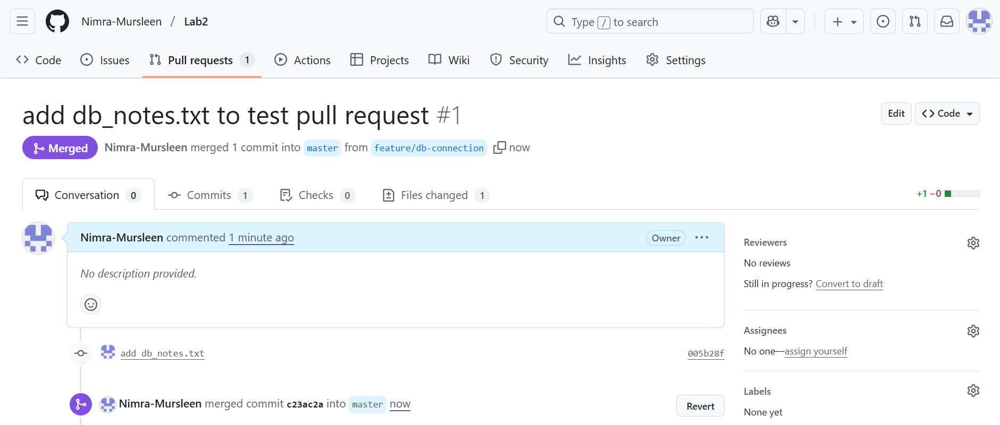 Nimra-Mursleen / Lab2
Type / to search
Code Issues Pull requests 1 Actions Projects Wiki Security Insights Settings
add db_notes.txt to test pull request #1
Edit
Code
Merged Nimra-Mursleen merged 1 commit into master from feature/db-connection now
Conversation 0 Commits 1 Checks 0 Files changed 1
+1 −0
Nimra-Mursleen commented 1 minute ago
Owner
No description provided.
add db_notes.txt
005b28f
Nimra-Mursleen merged commit c23ac2a into master now
Revert
Reviewers
No reviews
Still in progress? Convert to draft
Assignees
No one—assign yourself
Labels
None yet